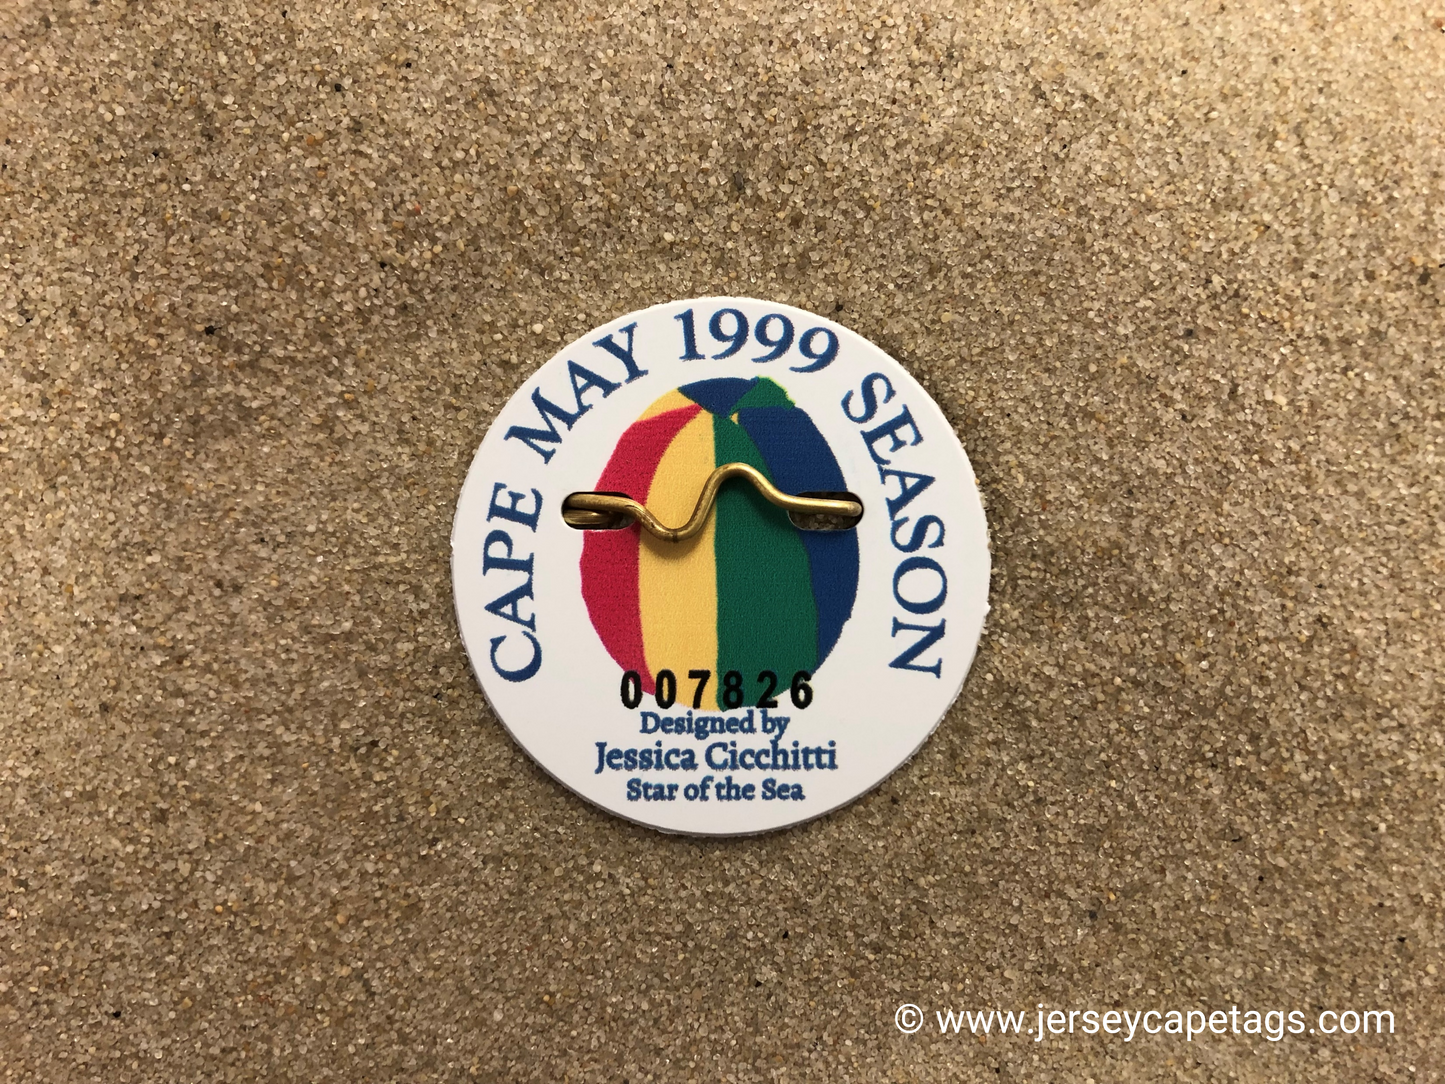 CAPE MAY 1999 SEASON
007826
Designed by
Jessica Cicchitti
Star of the Sea
© www.jerseycapetags.com